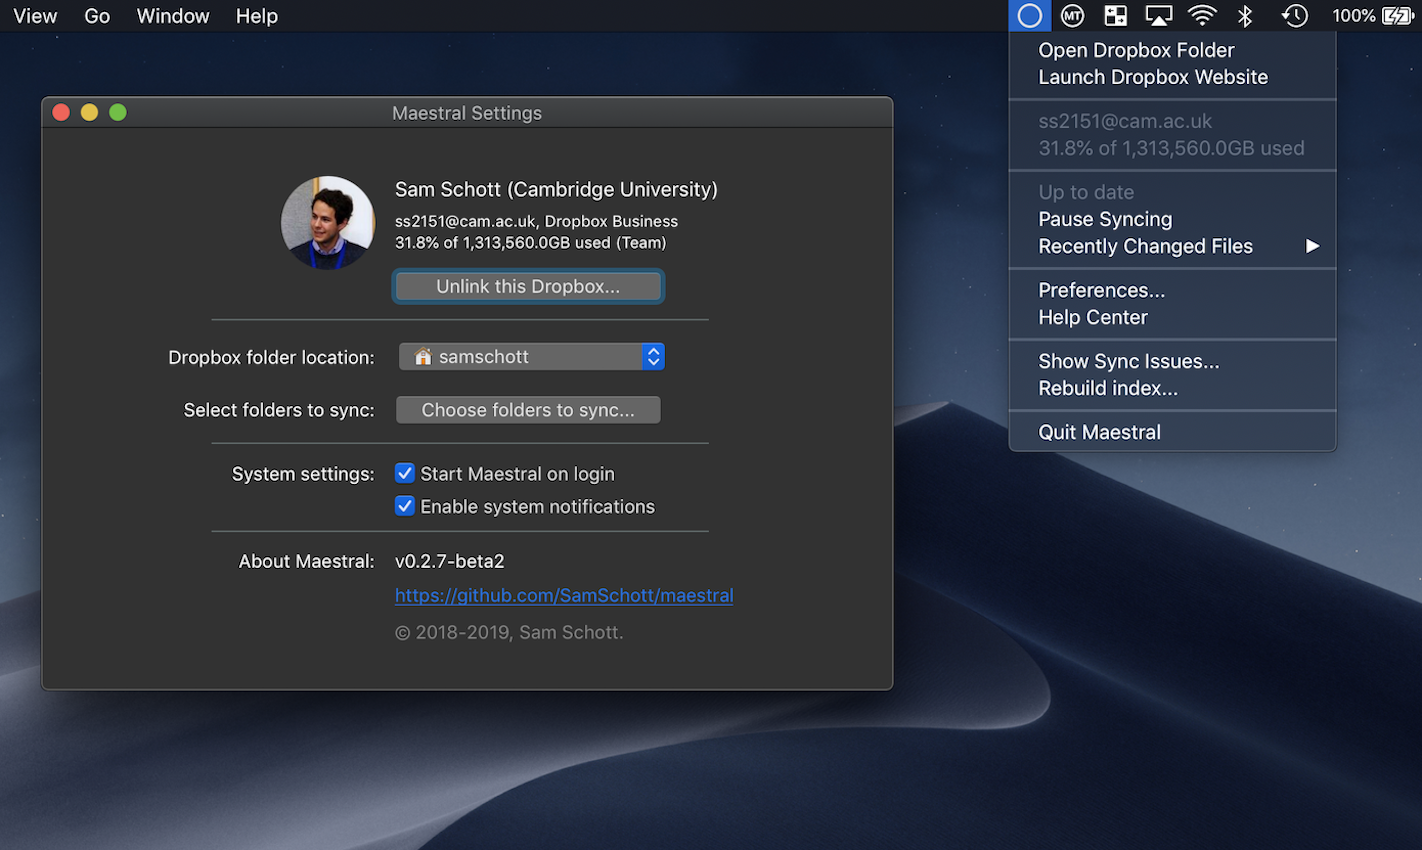 View Go Window Help
MT
100%
Open Dropbox Folder
Launch Dropbox Website
ss2151@cam.ac.uk
31.8% of 1,313,560.0GB used
Up to date
Pause Syncing
Recently Changed Files
Preferences...
Help Center
Show Sync Issues...
Rebuild index...
Quit Maestral
Maestral Settings
Sam Schott (Cambridge University)
ss2151@cam.ac.uk, Dropbox Business
31.8% of 1,313,560.0GB used (Team)
Unlink this Dropbox...
Dropbox folder location: samschott
Select folders to sync: Choose folders to sync...
System settings: Start Maestral on login
Enable system notifications
About Maestral: v0.2.7-beta2
https://github.com/SamSchott/maestral
© 2018-2019, Sam Schott.